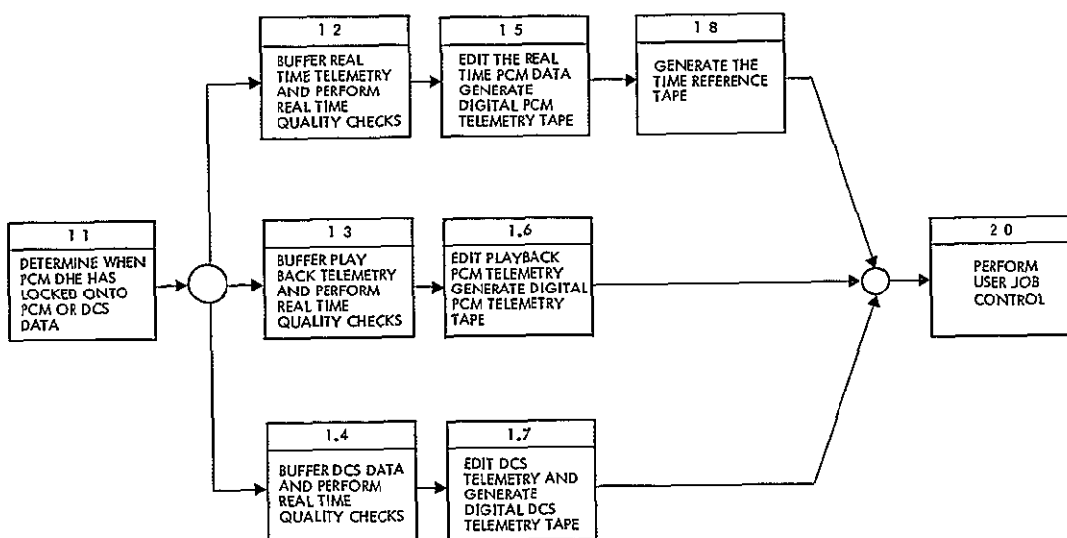 1 2
BUFFER REAL
TIME TELEMETRY
AND PERFORM
REAL TIME
QUALITY CHECKS
1 5
EDIT THE REAL
TIME PCM DATA
GENERATE
DIGITAL PCM
TELEMETRY TAPE
1 8
GENERATE THE
TIME REFERENCE
TAPE
1 1
DETERMINE WHEN
PCM DHE HAS
LOCKED ONTO
PCM OR DCS
DATA
1 3
BUFFER PLAY
BACK TELEMETRY
AND PERFORM
REAL TIME
QUALITY CHECKS
1.6
EDIT PLAYBACK
PCM TELEMETRY
GENERATE DIGITAL
PCM TELEMETRY
TAPE
2 0
PERFORM
USER JOB
CONTROL
1.4
BUFFER DCS DATA
AND PERFORM
REAL TIME
QUALITY CHECKS
1.7
EDIT DCS
TELEMETRY AND
GENERATE
DIGITAL DCS
TELEMETRY TAPE